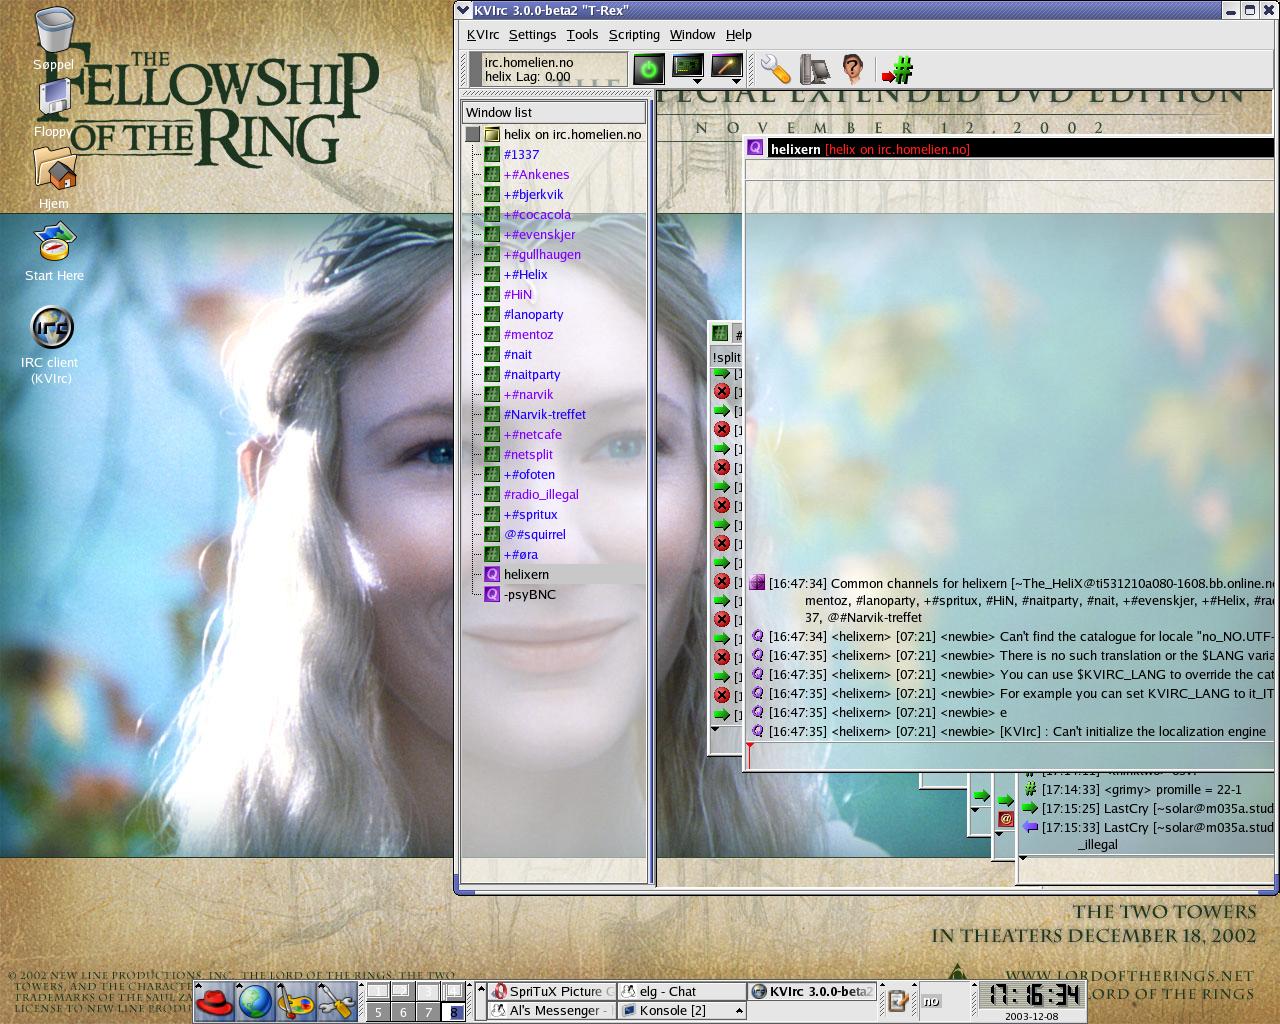 Søppel
Floppy
Hjem
Start Here
IRC client
(KVIrc)
THE
FELLOWSHIP
OF THE RING
KVIrc 3.0.0-beta2 "T-Rex"
KVIrc Settings Tools Scripting Window Help
irc.homelien.no
helix Lag: 0.00
Window list
helix on irc.homelien.no
#1337
+#Ankenes
+#bjerkvik
+#cocacola
+#evenskjer
+#gullhaugen
+#Helix
#HiN
#lanoparty
#mentoz
#nait
#naitparty
+#narvik
#Narvik-treffet
+#netcafe
#netsplit
+#ofoten
#radio_illegal
+#spritux
@#squirrel
+#øra
helixern
-psyBNC
SPECIAL EXTENDED DVD EDITION
NOVEMBER 12, 2002
helixern [helix on irc.homelien.no]
!split
[16:47:34] Common channels for helixern [~The_HeliX@ti531210a080-1608.bb.online.no
mentoz, #lanoparty, +#spritux, #HiN, #naitparty, #nait, +#evenskjer, +#Helix, #ra
37, @#Narvik-treffet
[16:47:34] <helixern> [07:21] <newbie> Can't find the catalogue for locale "no_NO.UTF-
[16:47:35] <helixern> [07:21] <newbie> There is no such translation or the $LANG varia
[16:47:35] <helixern> [07:21] <newbie> You can use $KVIRC_LANG to override the cat
[16:47:35] <helixern> [07:21] <newbie> For example you can set KVIRC_LANG to it_IT
[16:47:35] <helixern> [07:21] <newbie> e
[16:47:35] <helixern> [07:21] <newbie> [KVIrc] : Can't initialize the localization engine
[17:14:33] <grimy> promille = 22-1
[17:15:25] LastCry [~solar@m035a.stud
[17:15:33] LastCry [~solar@m035a.stud
_illegal
THE TWO TOWERS
IN THEATERS DECEMBER 18, 2002
WWW.LORDOFTHERINGS.NET
LORD OF THE RINGS
© 2002 NEW LINE PRODUCTIONS, INC. THE LORD OF THE RINGS, THE TWO
TOWERS, AND THE CHARACTE
TRADEMARKS OF THE SAUL ZA
LICENSE TO NEW LINE PRODU
1 2 3 4
5 6 7 8
SpriTuX Picture G
elg - Chat
KVIrc 3.0.0-beta2
Al's Messenger -
Konsole [2]
no
17:16:34
2003-12-08